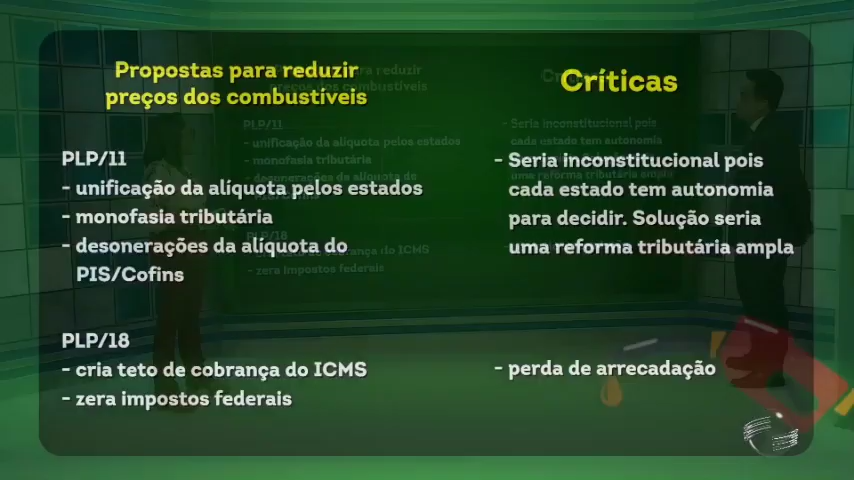 Propostas para reduzir
preços dos combustíveis
PLP/11
- unificação da alíquota pelos estados
- monofasia tributária
- desonerações da alíquota do
PIS/Cofins
PLP/18
- cria teto de cobrança do ICMS
- zera impostos federais
Críticas
- Seria inconstitucional pois
cada estado tem autonomia
para decidir. Solução seria
uma reforma tributária ampla
- perda de arrecadação